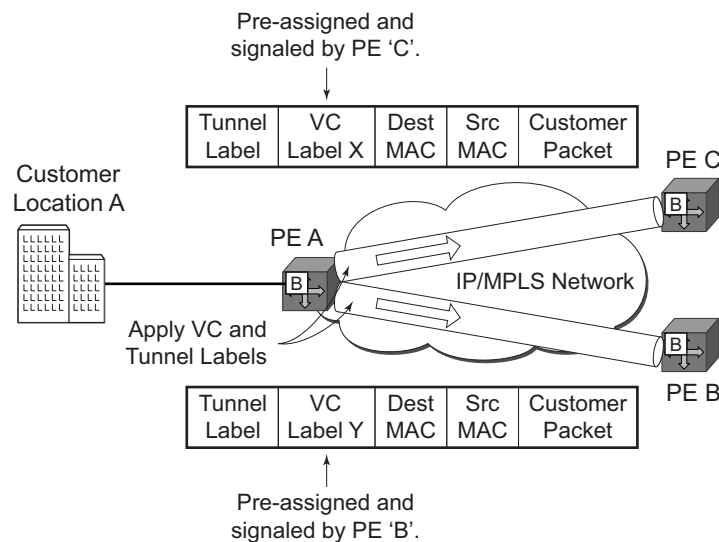 Pre-assigned and
signaled by PE ‘C’.
Tunnel
Label
VC
Label X
Dest
MAC
Src
MAC
Customer
Packet
PE C
B
Customer
Location A
PE A
B
IP/MPLS Network
Apply VC and
Tunnel Labels
B
PE B
Tunnel
Label
VC
Label Y
Dest
MAC
Src
MAC
Customer
Packet
Pre-assigned and
signaled by PE ‘B’.